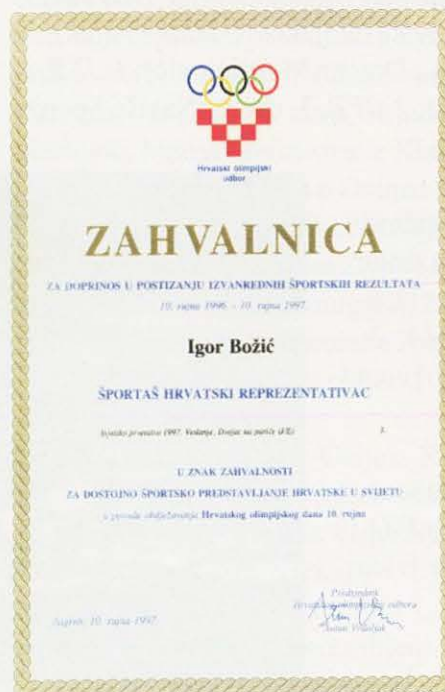 Hrvatski olimpijski
odbor
ZAHVALNICA
ZA DOPRINOS U POSTIZANJU IZVANREDNIH ŠPORTSKIH REZULTATA
10. rujna 1996. - 10. rujna 1997.
Igor Božić
ŠPORTAŠ HRVATSKI REPREZENTATIVAC
Svjetsko prvenstvo 1997. Veslanje, Dvojac na pariće
U ZNAK ZAHVALNOSTI
ZA DOSTOJNO ŠPORTSKO PREDSTAVLJANJE HRVATSKE U SVIJETU
u povodu obilježavanja Hrvatskog olimpijskog dana 10. rujna
Predsjednik
Hrvatskog olimpijskog odbora
Antun Vrdoljak
Zagreb, 10. rujna 1997.